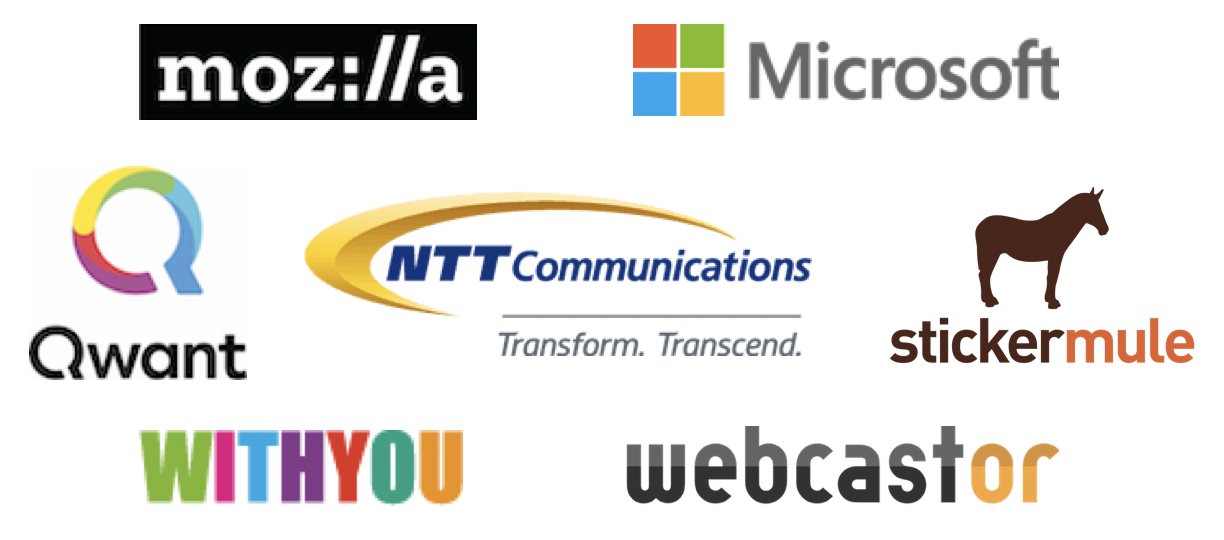 moz://a
Microsoft
Qwant
NTT Communications
Transform. Transcend.
stickermule
WITHYOU
webcastor